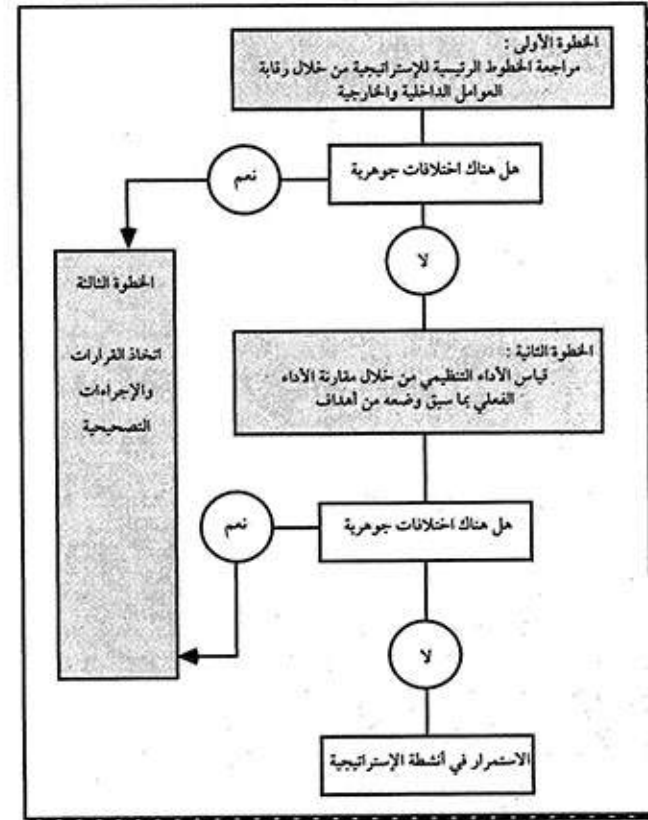 الخطوة الأولى :
مراجعة الخطوط الرئيسية للإستراتيجية من خلال رقابة
العوامل الداخلية والخارجية
هل هناك اختلافات جوهرية
نعم
لا
الخطوة الثانية :
قياس الأداء التنظيمي من خلال مقارنة الأداء
الفعلي بما سبق وضعه من أهداف
هل هناك اختلافات جوهرية
نعم
لا
الاستمرار في أنشطة الإستراتيجية
الخطوة الثالثة
اتخاذ القرارات
والإجراءات
التصحيحية